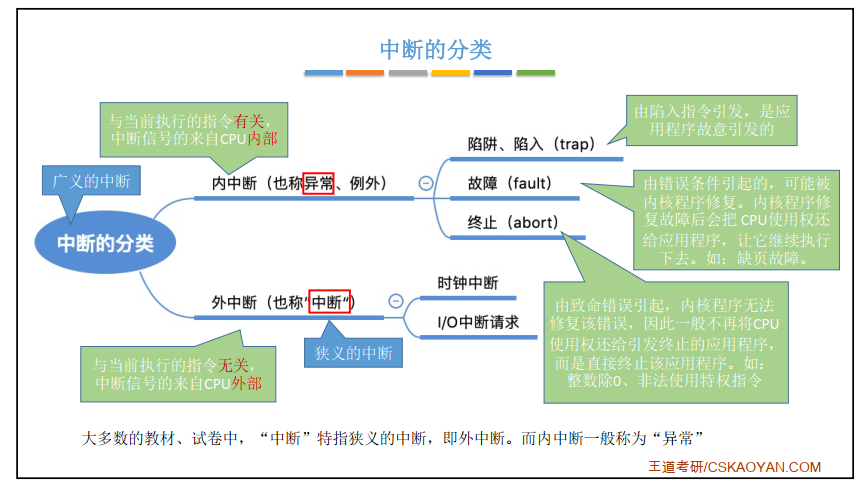 中断的分类
与当前执行的指令有关，
中断信号的来自CPU内部
广义的中断
中断的分类
内中断（也称异常、例外）
陷阱、陷入（trap）
由陷入指令引发，是应
用程序故意引发的
故障（fault）
由错误条件引起的，可能被
内核程序修复。内核程序修
复故障后会把 CPU使用权还
给应用程序，让它继续执行
下去。如：缺页故障。
终止（abort）
由致命错误引起，内核程序无法
修复该错误，因此一般不再将CPU
使用权还给引发终止的应用程序，
而是直接终止该应用程序。如：
整数除0、非法使用特权指令
外中断（也称“中断“）
时钟中断
I/O中断请求
狭义的中断
与当前执行的指令无关，
中断信号的来自CPU外部
大多数的教材、试卷中，“中断”特指狭义的中断，即外中断。而内中断一般称为“异常”
王道考研/CSKAOYAN.COM